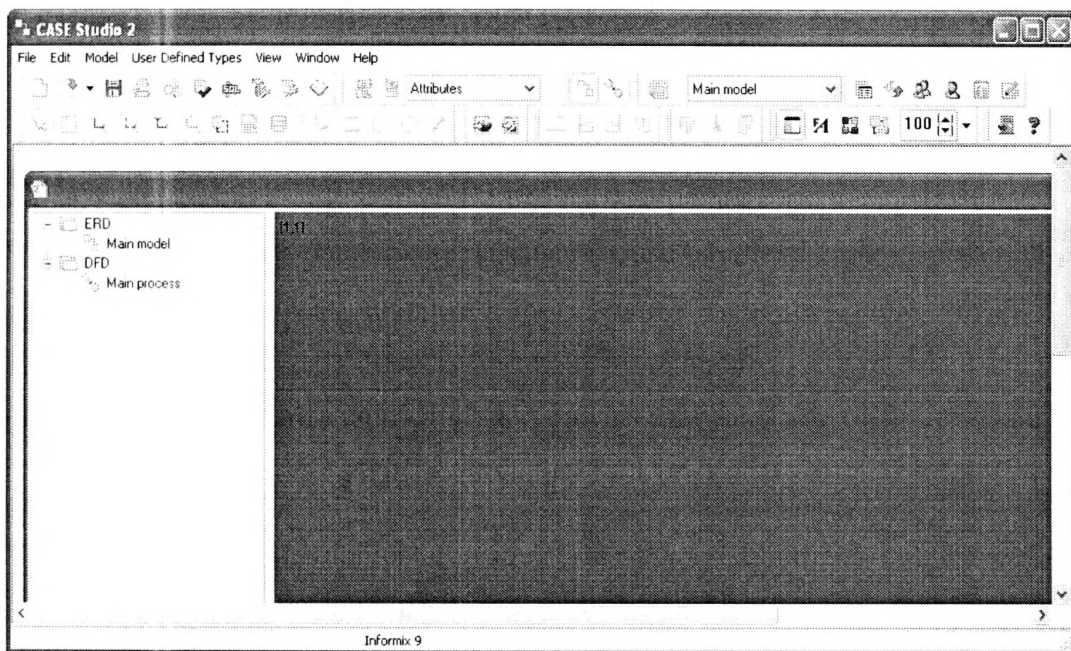 CASE Studio 2
File Edit Model User Defined Types View Window Help
Attributes Main model
100
ERD
Main model
DFD
Main process
[1,1]
Informix 9